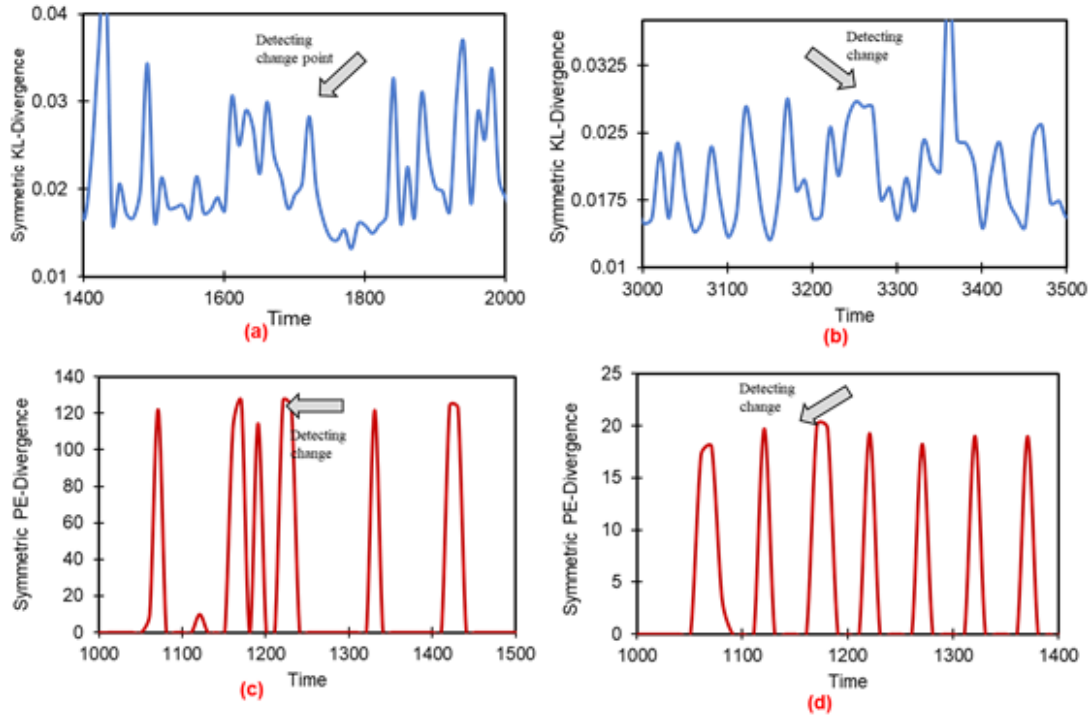 Symmetric KL-Divergence
0.04
0.03
0.02
0.01
Detecting
change point
1400
1600
1800
2000
Time
(a)
Symmetric KL-Divergence
0.0325
0.025
0.0175
0.01
Detecting
change
3000
3100
3200
3300
3400
3500
Time
(b)
Symmetric PE-Divergence
140
120
100
80
60
40
20
0
Detecting
change
1000
1100
1200
1300
1400
1500
Time
(c)
Symmetric PE-Divergence
25
20
15
10
5
0
Detecting
change
1000
1100
1200
1300
1400
Time
(d)